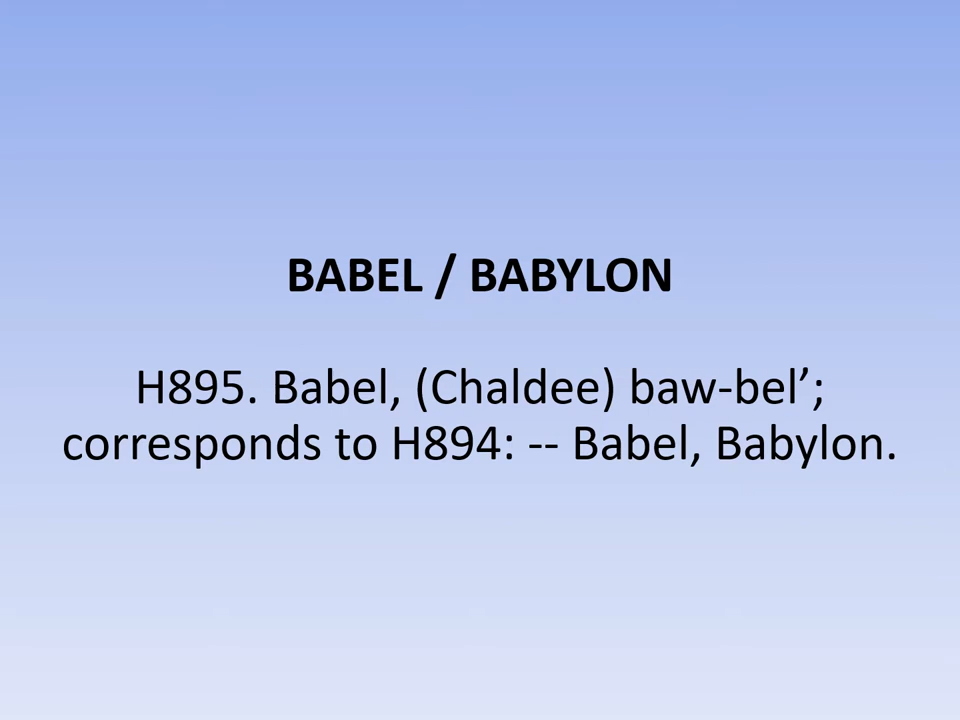 BABEL / BABYLON
H895. Babel, (Chaldee) baw-bel’;
corresponds to H894: -- Babel, Babylon.